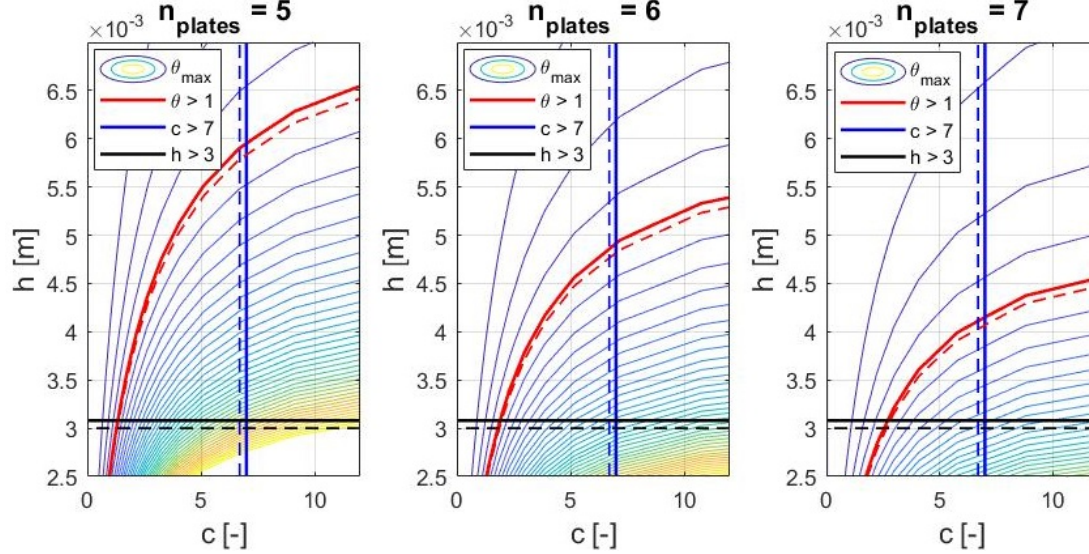 n_plates = 5
×10^-3
h [m]
6.5
6
5.5
5
4.5
4
3.5
3
2.5
θ_max
θ > 1
c > 7
h > 3
0 5 10
c [-]
n_plates = 6
×10^-3
h [m]
6.5
6
5.5
5
4.5
4
3.5
3
2.5
θ_max
θ > 1
c > 7
h > 3
0 5 10
c [-]
n_plates = 7
×10^-3
h [m]
6.5
6
5.5
5
4.5
4
3.5
3
2.5
θ_max
θ > 1
c > 7
h > 3
0 5 10
c [-]